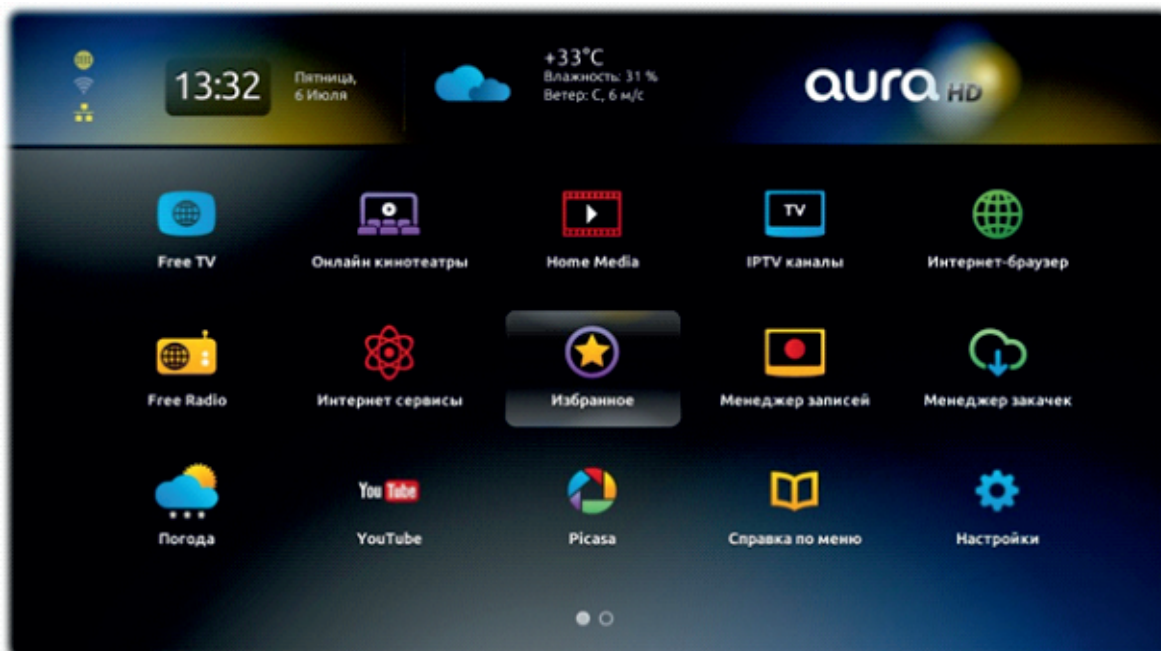 13:32
Пятница,
6 Июля
+33°C
Влажность: 31 %
Ветер: С, 6 м/с
aura HD
Free TV
Онлайн кинотеатры
Home Media
TV
IPTV каналы
Интернет-браузер
Free Radio
Интернет сервисы
Избранное
Менеджер записей
Менеджер закачек
Погода
You Tube
YouTube
Picasa
Справка по меню
Настройки